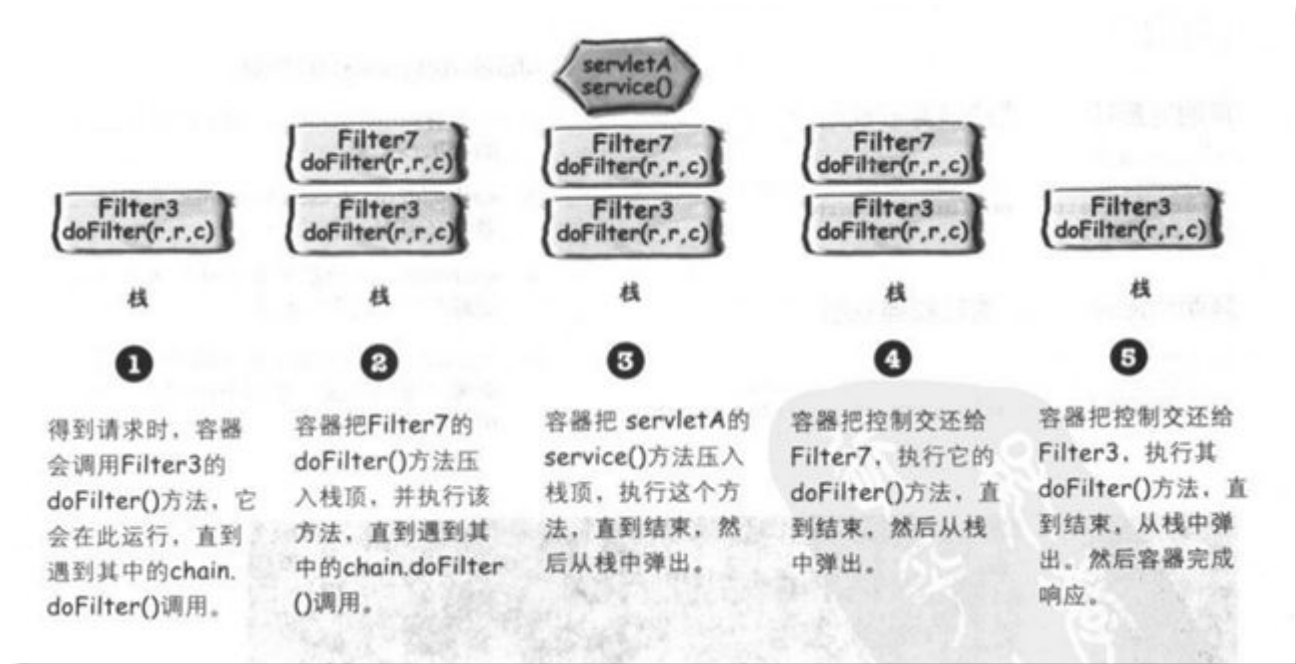 servletA
service()
Filter7
doFilter(r,r,c)
Filter7
doFilter(r,r,c)
Filter7
doFilter(r,r,c)
Filter3
doFilter(r,r,c)
Filter3
doFilter(r,r,c)
Filter3
doFilter(r,r,c)
Filter3
doFilter(r,r,c)
Filter3
doFilter(r,r,c)
栈
栈
栈
栈
栈
1
得到请求时，容器
会调用Filter3的
doFilter()方法，它
会在此运行，直到
遇到其中的chain.
doFilter()调用。
2
容器把Filter7的
doFilter()方法压
入栈顶，并执行该
方法，直到遇到其
中的chain.doFilter
()调用。
3
容器把 servletA的
service()方法压入
栈顶，执行这个方
法，直到结束，然
后从栈中弹出。
4
容器把控制交还给
Filter7，执行它的
doFilter()方法，直
到结束，然后从栈
中弹出。
5
容器把控制交还给
Filter3，执行其
doFilter()方法，直
到结束，从栈中弹
出。然后容器完成
响应。